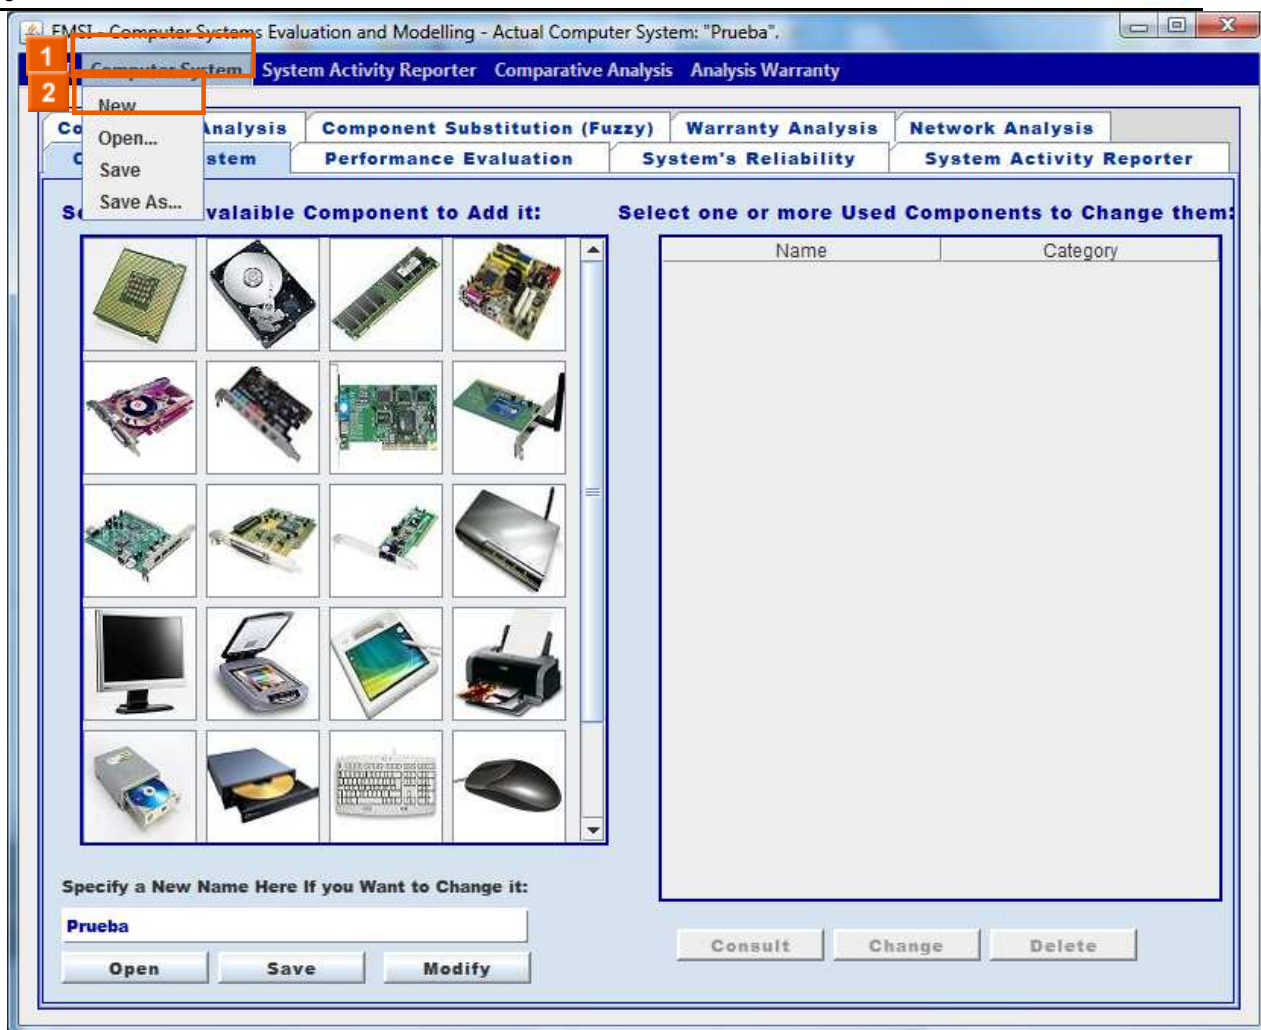 EMSI - Computer Systems Evaluation and Modelling - Actual Computer System: "Prueba".
1
Computer System System Activity Reporter Comparative Analysis Analysis Warranty
2
New
Open...
Save
Save As...
Analysis Component Substitution (Fuzzy) Warranty Analysis Network Analysis
Performance Evaluation System's Reliability System Activity Reporter
valaible Component to Add it: Select one or more Used Components to Change them:
Name Category
Specify a New Name Here If you Want to Change it:
Prueba
Open Save Modify
Consult Change Delete